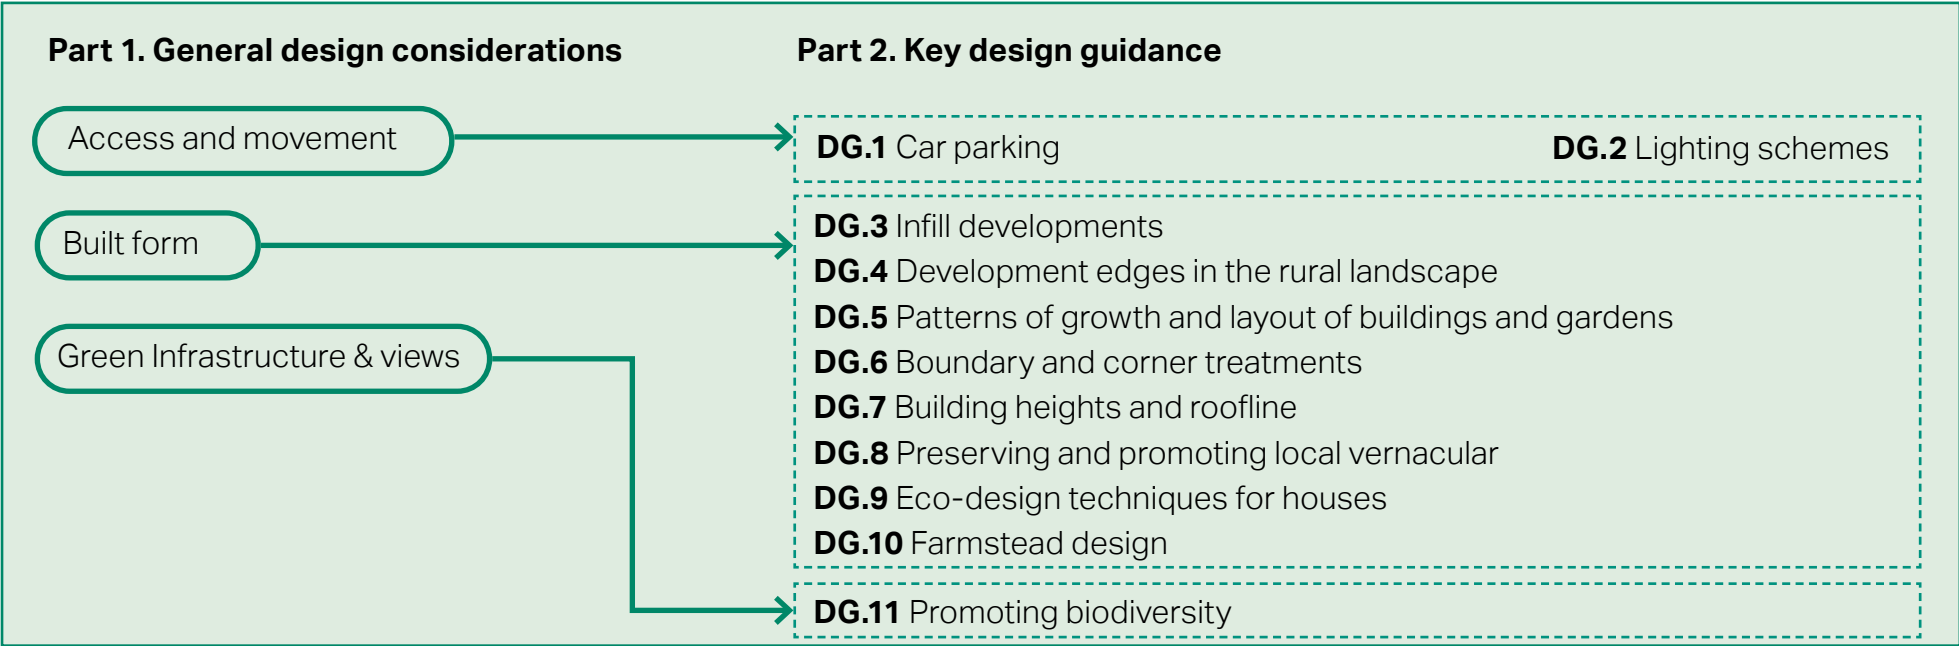 Part 1. General design considerations
Part 2. Key design guidance
Access and movement
DG.1 Car parking
DG.2 Lighting schemes
Built form
DG.3 Infill developments
DG.4 Development edges in the rural landscape
DG.5 Patterns of growth and layout of buildings and gardens
DG.6 Boundary and corner treatments
DG.7 Building heights and roofline
DG.8 Preserving and promoting local vernacular
DG.9 Eco-design techniques for houses
DG.10 Farmstead design
Green Infrastructure & views
DG.11 Promoting biodiversity